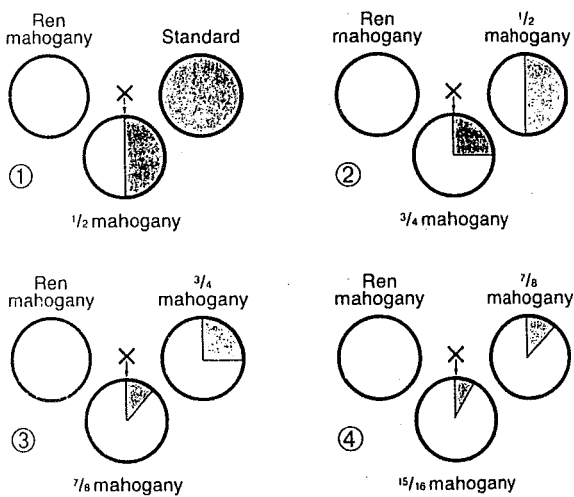 Ren
mahogany
Standard
×
①
1/2 mahogany
Ren
mahogany
1/2
mahogany
×
②
3/4 mahogany
Ren
mahogany
3/4
mahogany
×
③
7/8 mahogany
Ren
mahogany
7/8
mahogany
×
④
15/16 mahogany